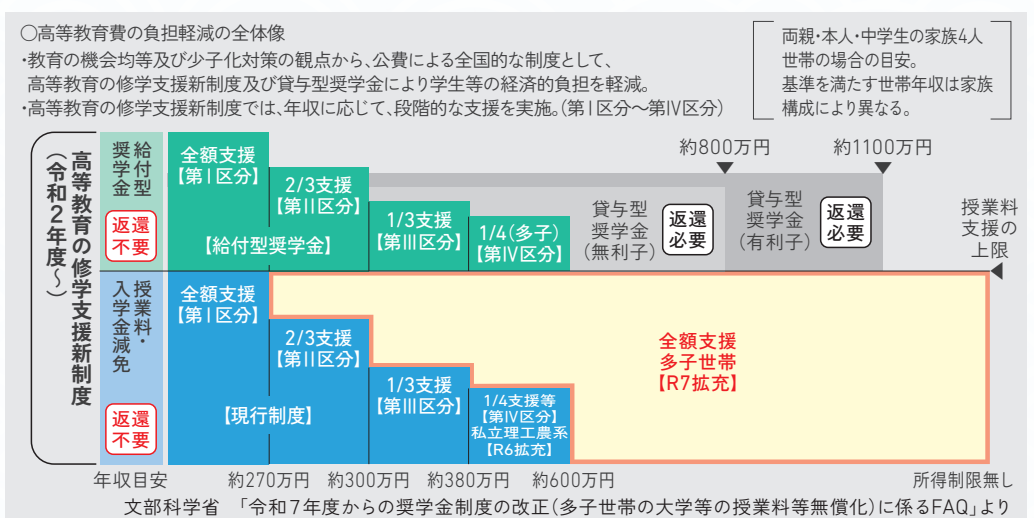 ○高等教育費の負担軽減の全体像
・教育の機会均等及び少子化対策の観点から、公費による全国的な制度として、
高等教育の修学支援新制度及び貸与型奨学金により学生等の経済的負担を軽減。
・高等教育の修学支援新制度では、年収に応じて、段階的な支援を実施。(第Ⅰ区分～第Ⅳ区分)
両親・本人・中学生の家族4人
世帯の場合の目安。
基準を満たす世帯年収は家族
構成により異なる。
高等教育の修学支援新制度
(令和2年度～)
給付型
奨学金
返還
不要
全額支援
【第Ⅰ区分】
2/3支援
【第Ⅱ区分】
1/3支援
【第Ⅲ区分】
1/4(多子)
【第Ⅳ区分】
【給付型奨学金】
約800万円
約1100万円
貸与型
奨学金
(無利子)
返還
必要
貸与型
奨学金
(有利子)
返還
必要
授業料
支援の
上限
授業料・
入学金減免
返還
不要
全額支援
【第Ⅰ区分】
2/3支援
【第Ⅱ区分】
1/3支援
【第Ⅲ区分】
1/4支援等
【第Ⅳ区分】
私立理工農系
【R6拡充】
【現行制度】
全額支援
多子世帯
【R7拡充】
年収目安
約270万円
約300万円
約380万円
約600万円
所得制限無し
文部科学省 「令和7年度からの奨学金制度の改正(多子世帯の大学等の授業料等無償化)に係るFAQ」より